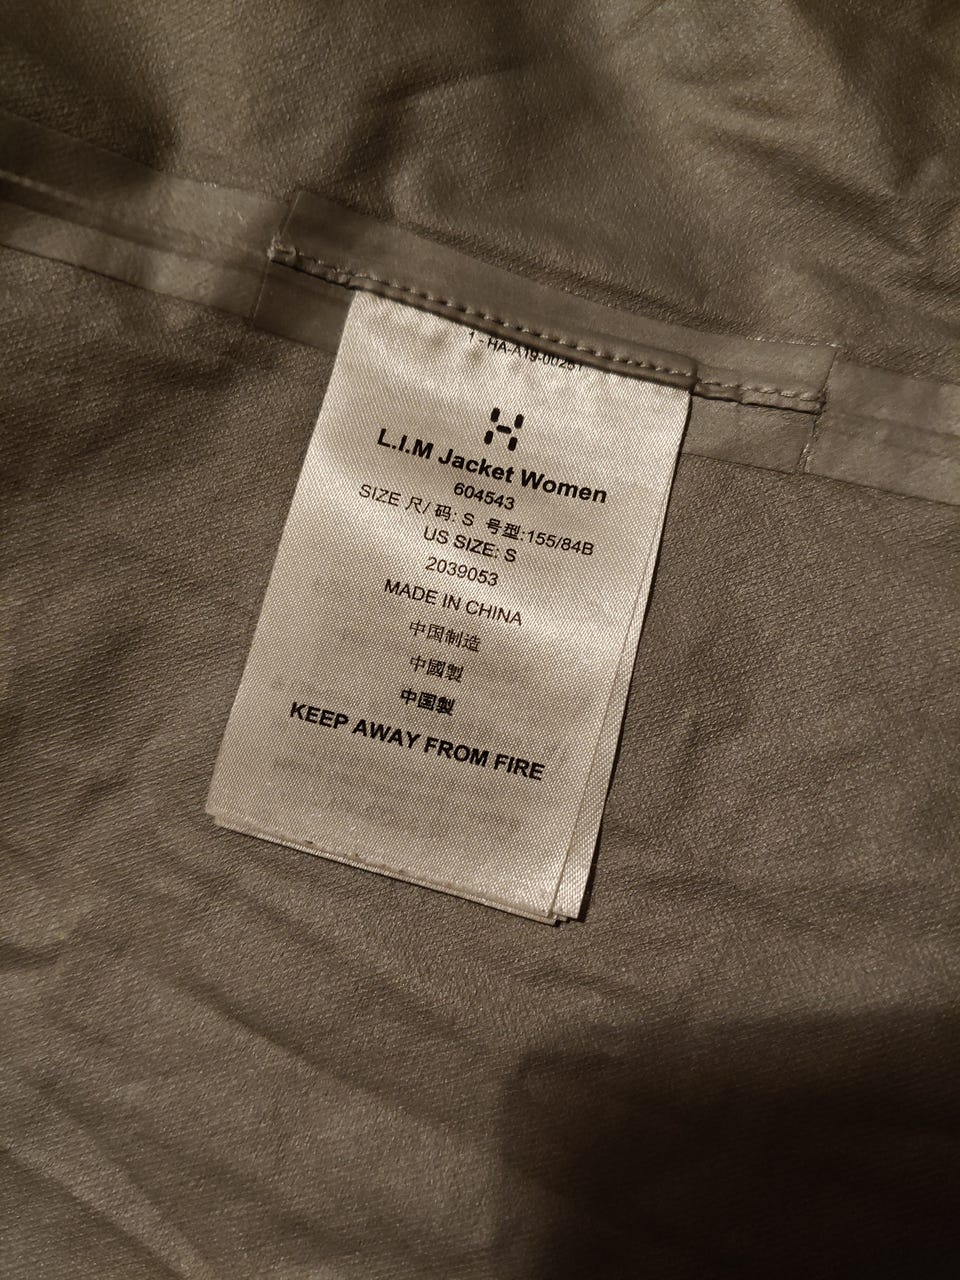 1 - HA-A19-00251
L.I.M Jacket Women
604543
SIZE 尺/ 码: S 号型:155/84B
US SIZE: S
2039053
MADE IN CHINA
中国制造
中國製
中国製
KEEP AWAY FROM FIRE